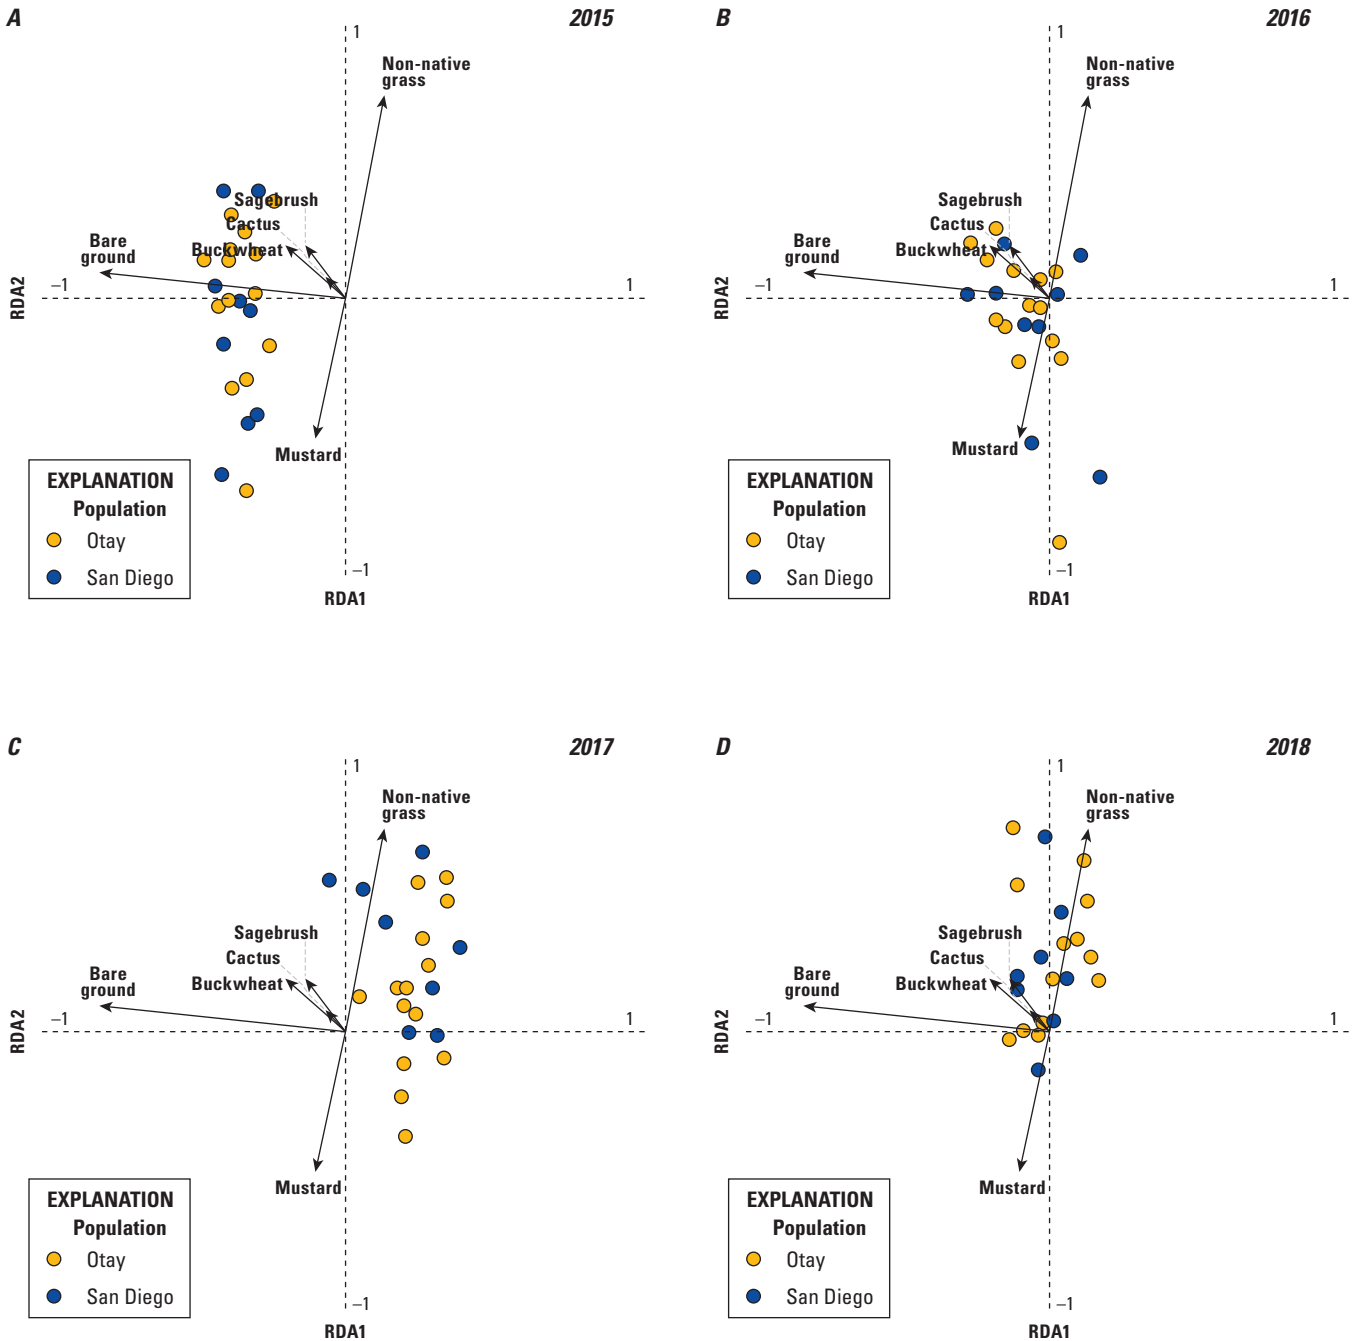 A
2015
1
Non-native
grass
Sagebrush
Cactus
Buckwheat
Bare
ground
−1
1
RDA2
Mustard
EXPLANATION
Population
Otay
San Diego
−1
RDA1
B
2016
1
Non-native
grass
Sagebrush
Cactus
Buckwheat
Bare
ground
−1
1
RDA2
Mustard
EXPLANATION
Population
Otay
San Diego
−1
RDA1
C
2017
1
Non-native
grass
Sagebrush
Cactus
Buckwheat
Bare
ground
−1
1
RDA2
Mustard
EXPLANATION
Population
Otay
San Diego
−1
RDA1
D
2018
1
Non-native
grass
Sagebrush
Cactus
Buckwheat
Bare
ground
−1
1
RDA2
Mustard
EXPLANATION
Population
Otay
San Diego
−1
RDA1